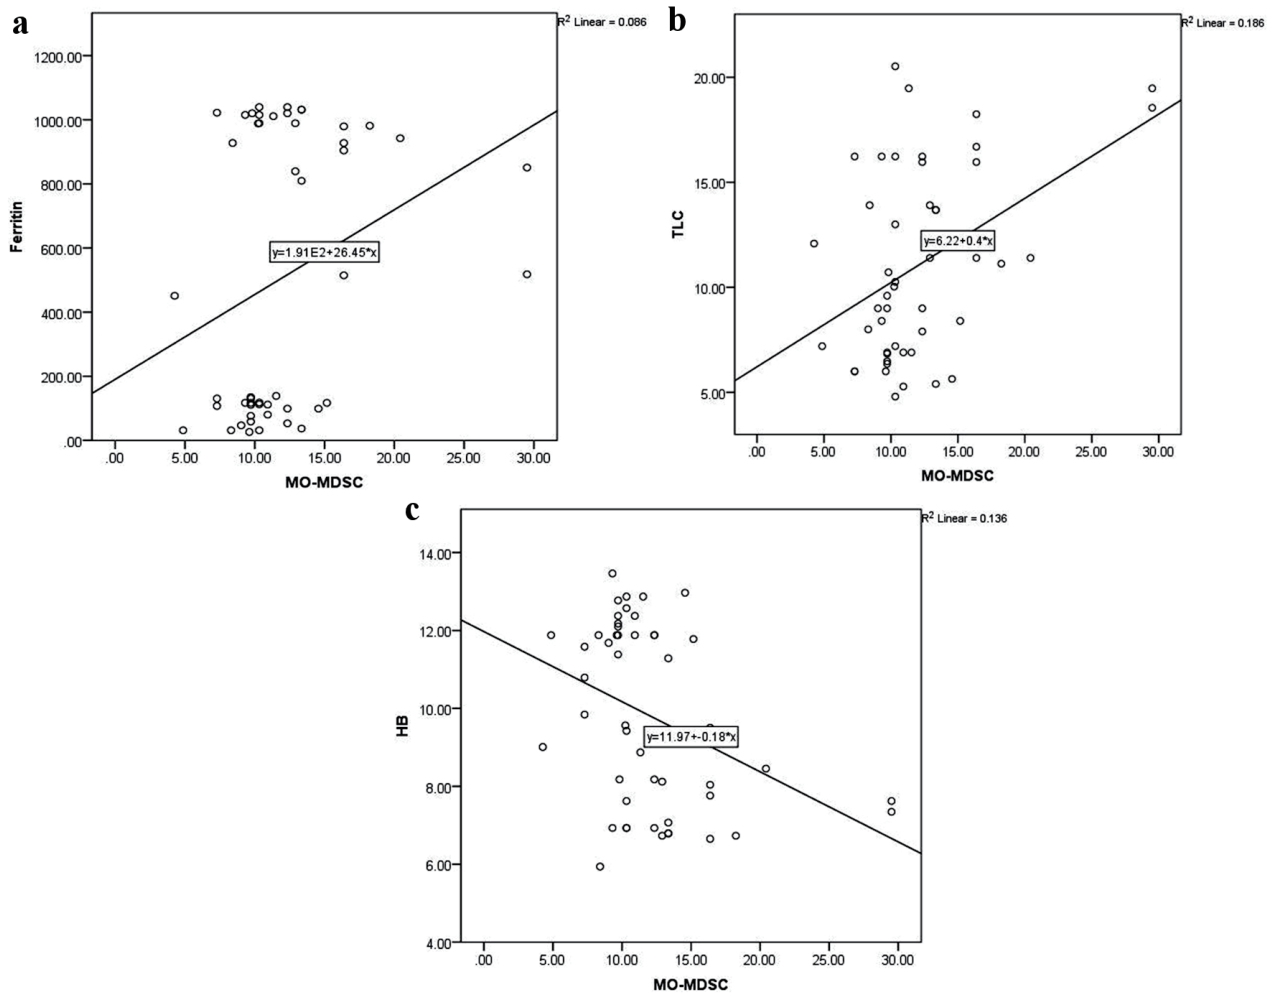 a
R2 Linear = 0.086
1200.00
1000.00
800.00
600.00
400.00
200.00
.00
Ferritin
y=1.91E2+26.45*x
.00 5.00 10.00 15.00 20.00 25.00 30.00
MO-MDSC
b
R2 Linear = 0.186
20.00
15.00
10.00
5.00
TLC
y=6.22+0.4*x
.00 5.00 10.00 15.00 20.00 25.00 30.00
MO-MDSC
c
R2 Linear = 0.136
14.00
12.00
10.00
8.00
6.00
4.00
HB
y=11.97+-0.18*x
.00 5.00 10.00 15.00 20.00 25.00 30.00
MO-MDSC